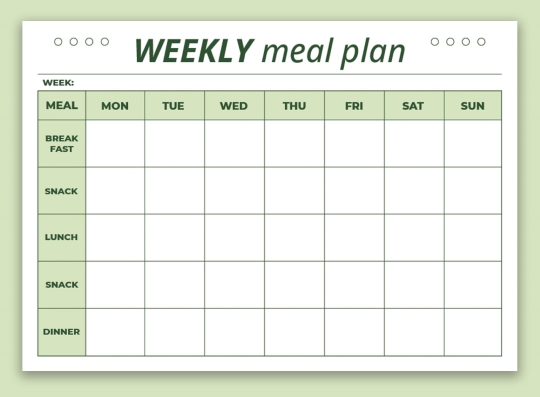 WEEKLY meal plan
WEEK:
MEAL MON TUE WED THU FRI SAT SUN
BREAK
FAST
SNACK
LUNCH
SNACK
DINNER